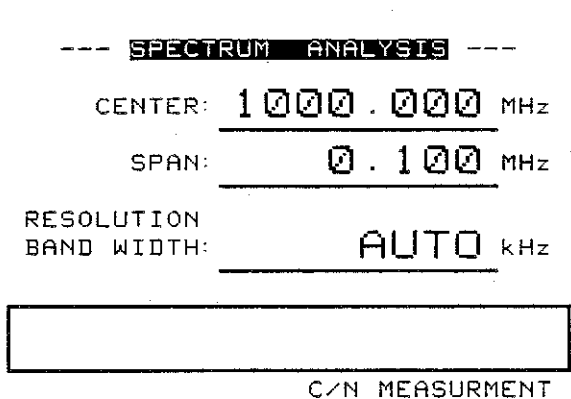 --- SPECTRUM ANALYSIS ---
CENTER: 1000.000 MHz
SPAN: 0.100 MHz
RESOLUTION
BAND WIDTH: AUTO kHz
C/N MEASURMENT